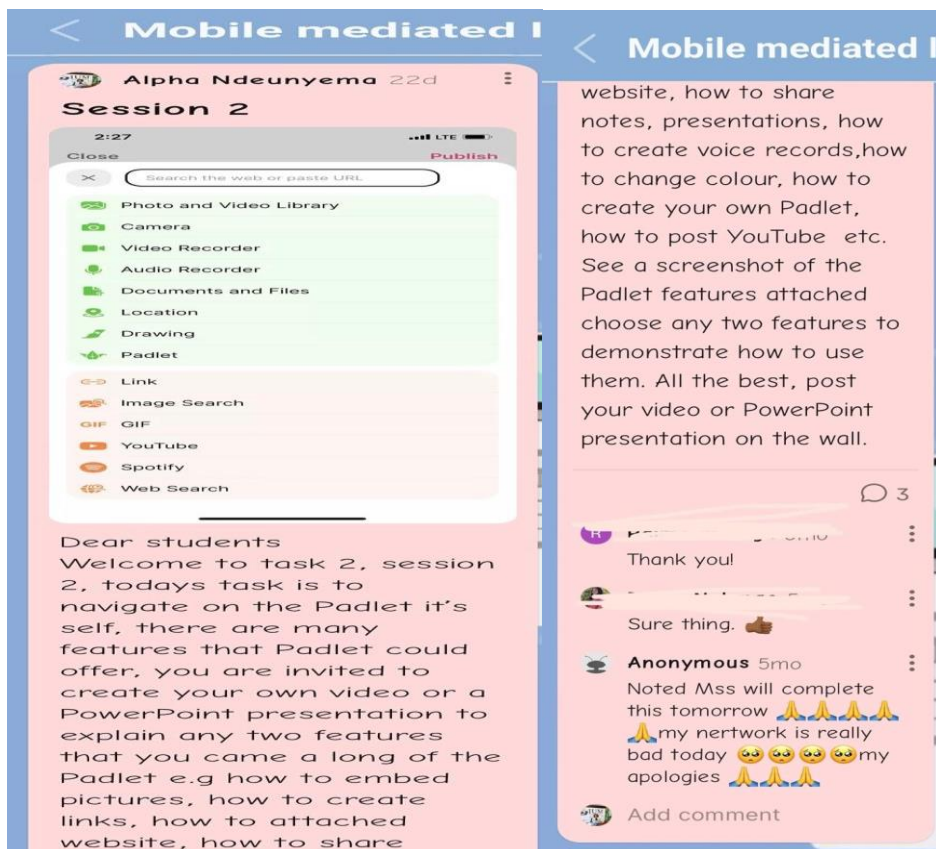 Mobile mediated l
Alpha Ndeunyema 22d
Session 2
2:27
LTE
Close
Publish
Search the web or paste URL
Photo and Video Library
Camera
Video Recorder
Audio Recorder
Documents and Files
Location
Drawing
Padlet
Link
Image Search
GIF GIF
YouTube
Spotify
Web Search
Dear students
Welcome to task 2, session
2, todays task is to
navigate on the Padlet it's
self, there are many
features that Padlet could
offer, you are invited to
create your own video or a
PowerPoint presentation to
explain any two features
that you came a long of the
Padlet e.g how to embed
pictures, how to create
links, how to attached
website, how to share
Mobile mediated l
website, how to share
notes, presentations, how
to create voice records,how
to change colour, how to
create your own Padlet,
how to post YouTube etc.
See a screenshot of the
Padlet features attached
choose any two features to
demonstrate how to use
them. All the best, post
your video or PowerPoint
presentation on the wall.
3
R
Thank you!
Sure thing. 👍🏾
Anonymous 5mo
Noted Mss will complete
this tomorrow 🙏🙏🙏🙏
🙏my nertwork is really
bad today 🥺🥺🥺🥺my
apologies 🙏🙏🙏
Add comment